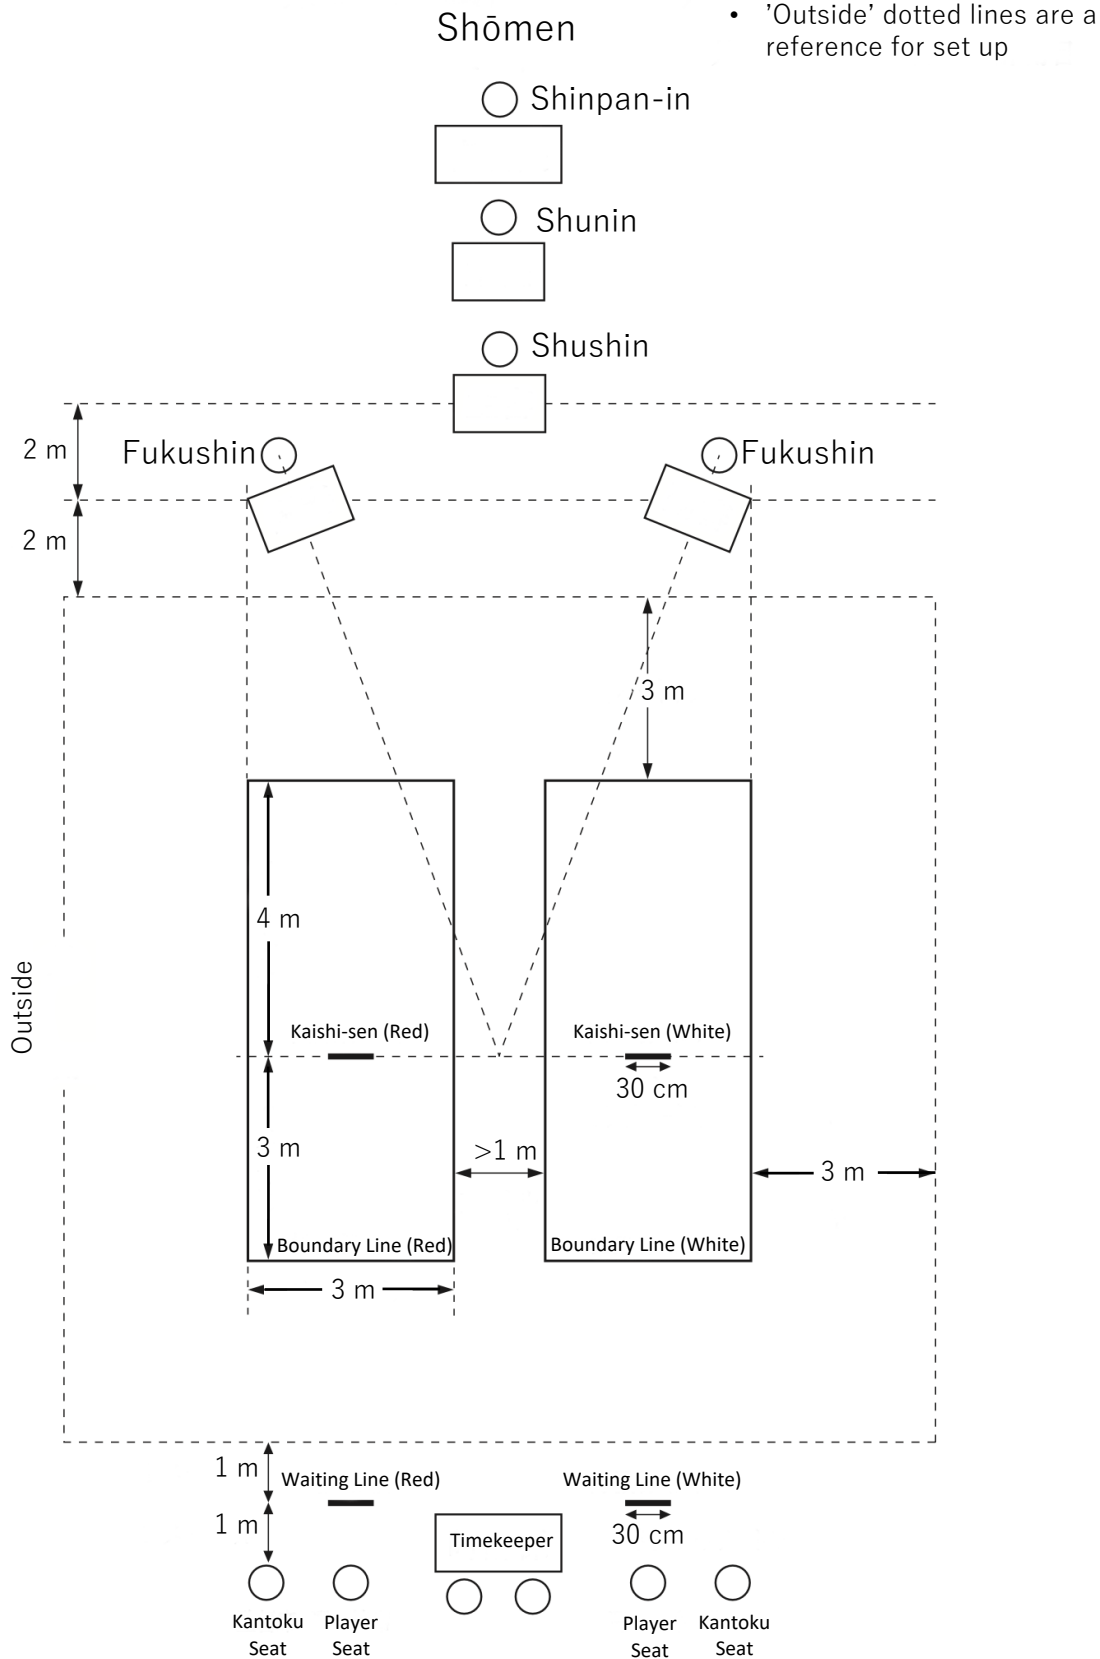 Shōmen
• ’Outside’ dotted lines are a
reference for set up
Shinpan-in
Shunin
Shushin
2 m
Fukushin
Fukushin
2 m
3 m
4 m
Outside
Kaishi-sen (Red)
Kaishi-sen (White)
30 cm
3 m
>1 m
3 m
Boundary Line (Red)
Boundary Line (White)
3 m
1 m
Waiting Line (Red)
Waiting Line (White)
1 m
30 cm
Timekeeper
Kantoku
Seat
Player
Seat
Player
Seat
Kantoku
Seat